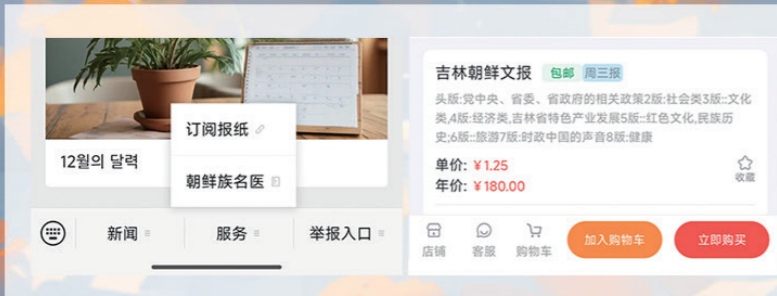 订阅报纸
12월의 달력
朝鲜族名医
新闻
服务
举报入口
吉林朝鲜文报 包邮 周三报
头版:党中央、省委、省政府的相关政策2版:社会类3版::文化
类,4版:经济类,吉林省特色产业发展5版::红色文化,民族历
史;6版::旅游7版:时政中国的声音8版:健康
单价: ¥1.25
年价: ¥180.00
收藏
店铺
客服
购物车
加入购物车
立即购买